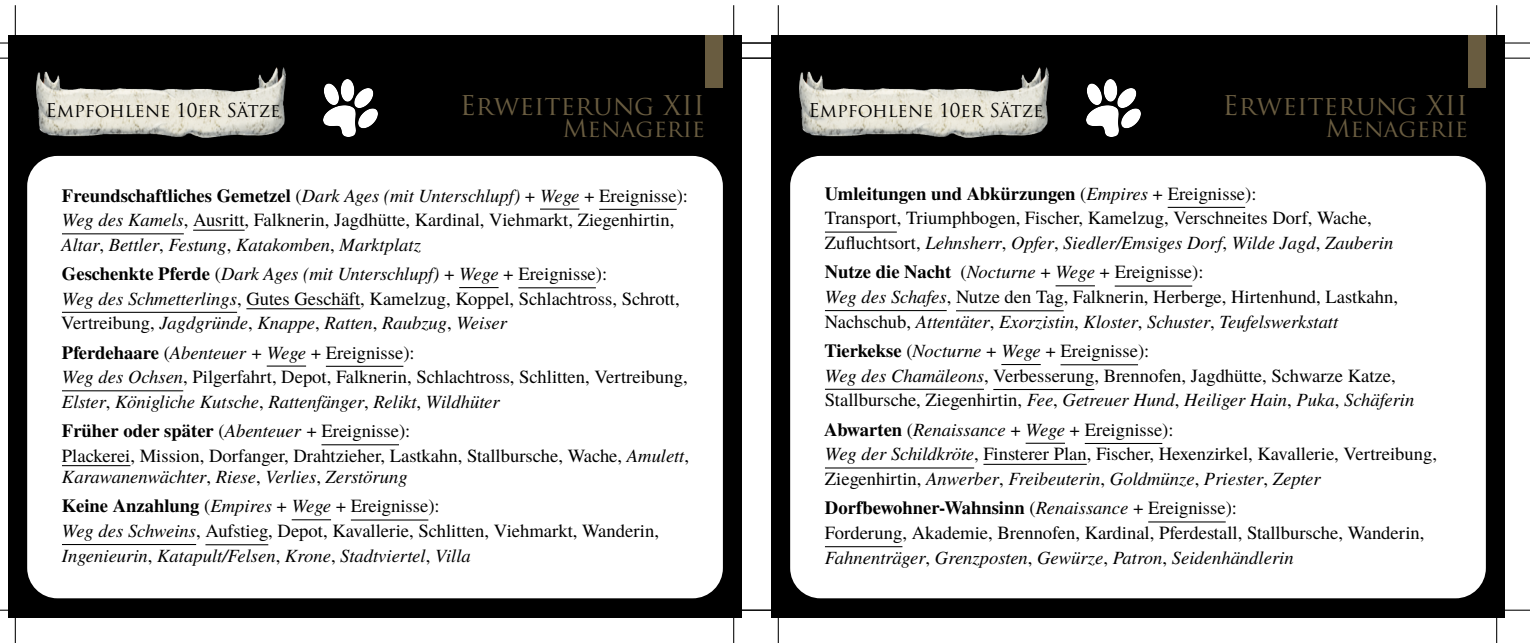 EMPFOHLENE 10ER SÄTZE
ERWEITERUNG XII
MENAGERIE
Freundschaftliches Gemetzel (Dark Ages (mit Unterschlupf) + Wege + Ereignisse):
Weg des Kamels, Ausritt, Falknerin, Jagdhütte, Kardinal, Viehmarkt, Ziegenhirtin,
Altar, Bettler, Festung, Katakomben, Marktplatz
Geschenkte Pferde (Dark Ages (mit Unterschlupf) + Wege + Ereignisse):
Weg des Schmetterlings, Gutes Geschäft, Kamelzug, Koppel, Schlachtross, Schrott,
Vertreibung, Jagdgründe, Knappe, Ratten, Raubzug, Weiser
Pferdehaare (Abenteuer + Wege + Ereignisse):
Weg des Ochsen, Pilgerfahrt, Depot, Falknerin, Schlachtross, Schlitten, Vertreibung,
Elster, Königliche Kutsche, Rattenfänger, Relikt, Wildhüter
Früher oder später (Abenteuer + Ereignisse):
Plackerei, Mission, Dorfanger, Drahtzieher, Lastkahn, Stallbursche, Wache, Amulett,
Karawanenwächter, Riese, Verlies, Zerstörung
Keine Anzahlung (Empires + Wege + Ereignisse):
Weg des Schweins, Aufstieg, Depot, Kavallerie, Schlitten, Viehmarkt, Wanderin,
Ingenieurin, Katapult/Felsen, Krone, Stadtviertel, Villa
EMPFOHLENE 10ER SÄTZE
ERWEITERUNG XII
MENAGERIE
Umleitungen und Abkürzungen (Empires + Ereignisse):
Transport, Triumphbogen, Fischer, Kamelzug, Verschneites Dorf, Wache,
Zufluchtsort, Lehnsherr, Opfer, Siedler/Emsiges Dorf, Wilde Jagd, Zauberin
Nutze die Nacht (Nocturne + Wege + Ereignisse):
Weg des Schafes, Nutze den Tag, Falknerin, Herberge, Hirtenhund, Lastkahn,
Nachschub, Attentäter, Exorzistin, Kloster, Schuster, Teufelswerkstatt
Tierkekse (Nocturne + Wege + Ereignisse):
Weg des Chamäleons, Verbesserung, Brennofen, Jagdhütte, Schwarze Katze,
Stallbursche, Ziegenhirtin, Fee, Getreuer Hund, Heiliger Hain, Puka, Schäferin
Abwarten (Renaissance + Wege + Ereignisse):
Weg der Schildkröte, Finsterer Plan, Fischer, Hexenzirkel, Kavallerie, Vertreibung,
Ziegenhirtin, Anwerber, Freibeuterin, Goldmünze, Priester, Zepter
Dorfbewohner-Wahnsinn (Renaissance + Ereignisse):
Forderung, Akademie, Brennofen, Kardinal, Pferdestall, Stallbursche, Wanderin,
Fahnenträger, Grenzposten, Gewürze, Patron, Seidenhändlerin